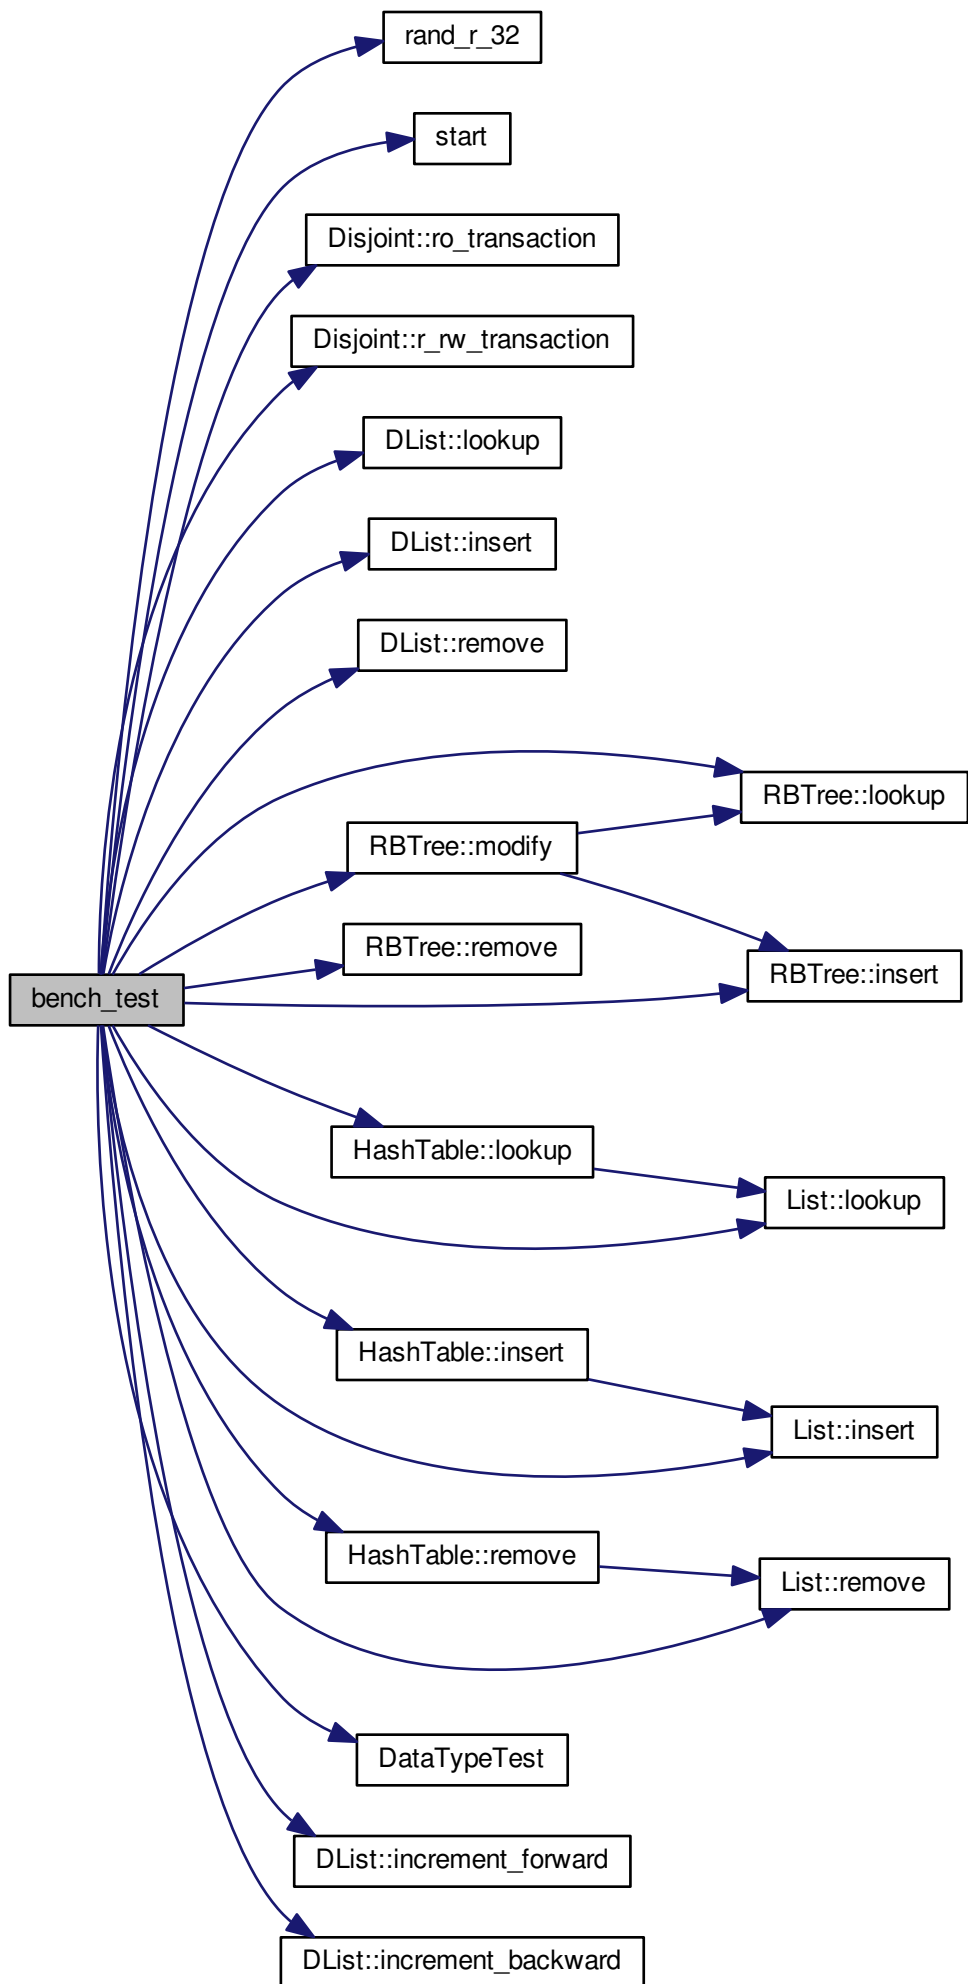 rand_r_32
start
Disjoint::ro_transaction
Disjoint::r_rw_transaction
DList::lookup
DList::insert
DList::remove
RBTree::lookup
RBTree::modify
RBTree::remove
RBTree::insert
bench_test
HashTable::lookup
List::lookup
HashTable::insert
List::insert
HashTable::remove
List::remove
DataTypeTest
DList::increment_forward
DList::increment_backward